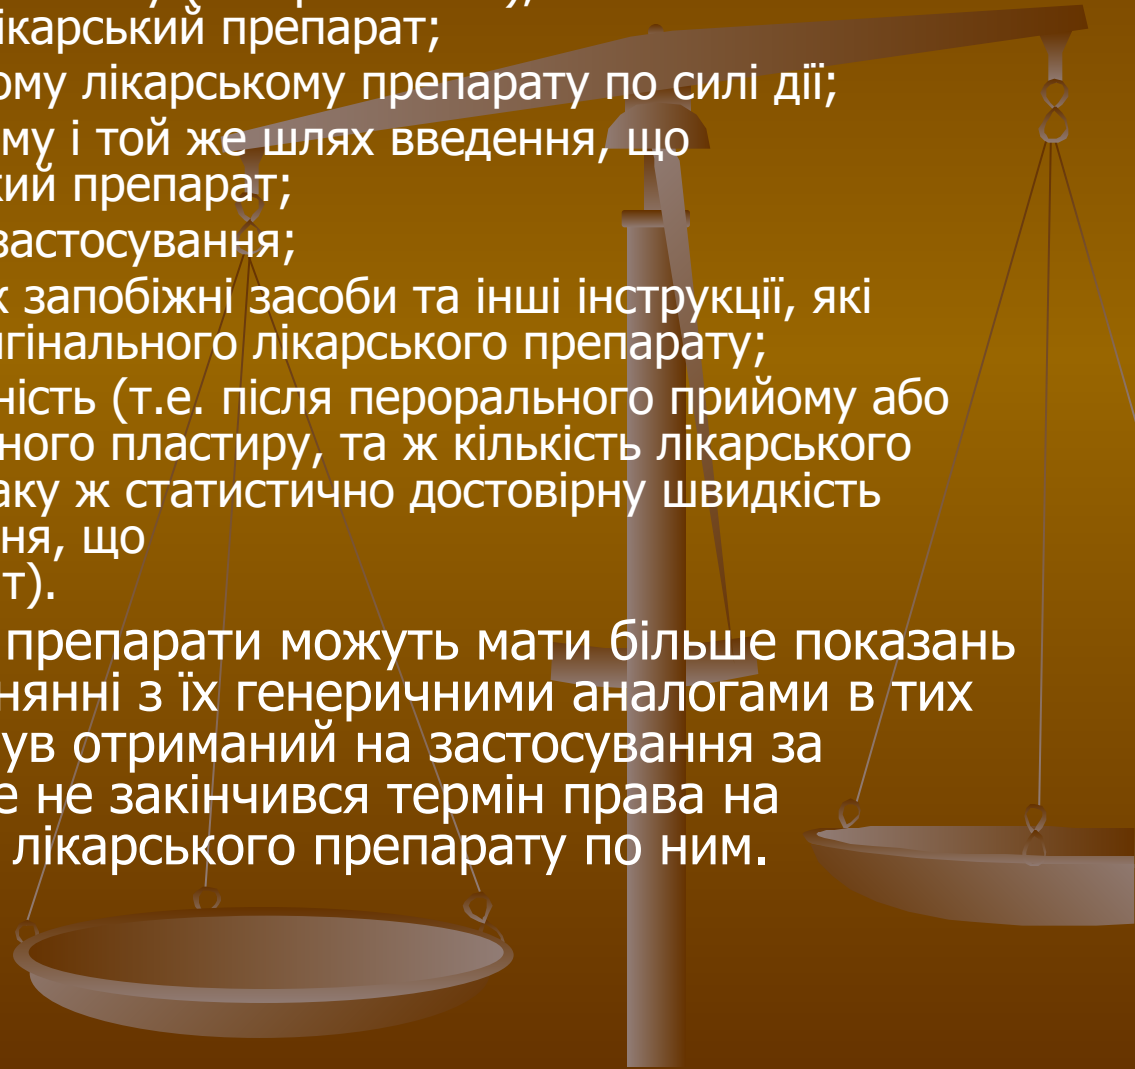 ікарський препарат;
ому лікарському препарату по силі дії;
му і той же шлях введення, що
кий препарат;
застосування;
ж запобіжні засоби та інші інструкції, які
игінального лікарського препарату;
ність (т.е. після перорального прийому або
ного пластиру, та ж кількість лікарського
аку ж статистично достовірну швидкість
ня, що
т).
препарати можуть мати більше показань
нянні з їх генеричними аналогами в тих
ув отриманий на застосування за
е не закінчився термін права на
лікарського препарату по ним.